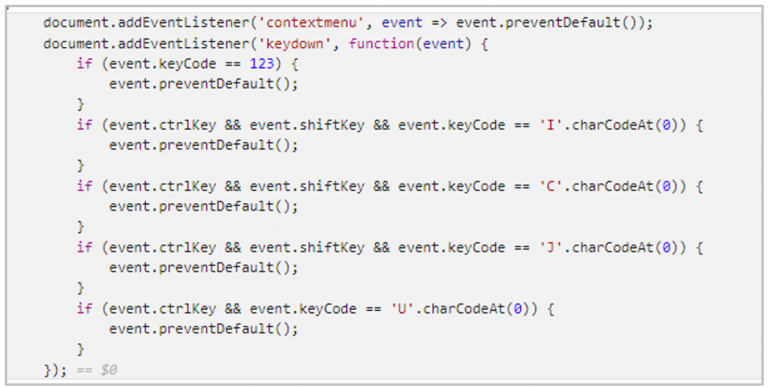 document.addEventListener('contextmenu', event => event.preventDefault());
document.addEventListener('keydown', function(event) {
    if (event.keyCode == 123) {
        event.preventDefault();
    }
    if (event.ctrlKey && event.shiftKey && event.keyCode == 'I'.charCodeAt(0)) {
        event.preventDefault();
    }
    if (event.ctrlKey && event.shiftKey && event.keyCode == 'C'.charCodeAt(0)) {
        event.preventDefault();
    }
    if (event.ctrlKey && event.shiftKey && event.keyCode == 'J'.charCodeAt(0)) {
        event.preventDefault();
    }
    if (event.ctrlKey && event.keyCode == 'U'.charCodeAt(0)) {
        event.preventDefault();
    }
}); == $0